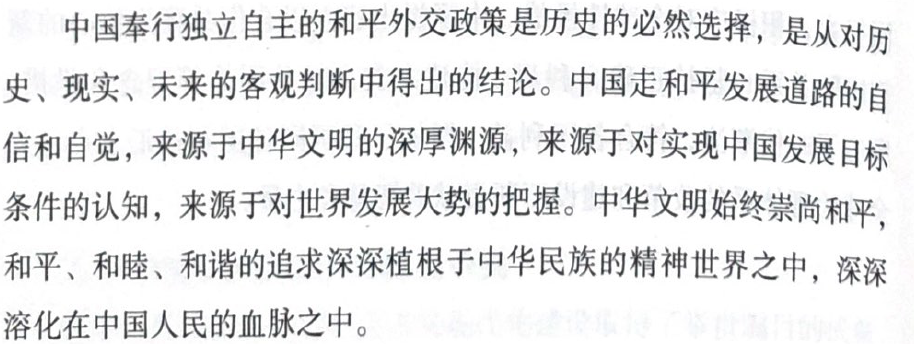 中国奉行独立自主的和平外交政策是历史的必然选择，是从对历
史、现实、未来的客观判断中得出的结论。中国走和平发展道路的自
信和自觉，来源于中华文明的深厚渊源，来源于对实现中国发展目标
条件的认知，来源于对世界发展大势的把握。中华文明始终崇尚和平，
和平、和睦、和谐的追求深深植根于中华民族的精神世界之中，深深
溶化在中国人民的血脉之中。